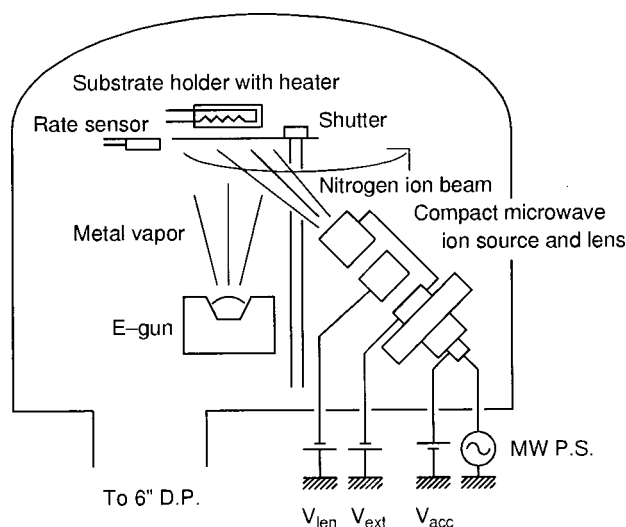 Substrate holder with heater
Rate sensor
Shutter
Nitrogen ion beam
Metal vapor
Compact microwave
ion source and lens
E–gun
MW P.S.
To 6" D.P.
V_len
V_ext
V_acc